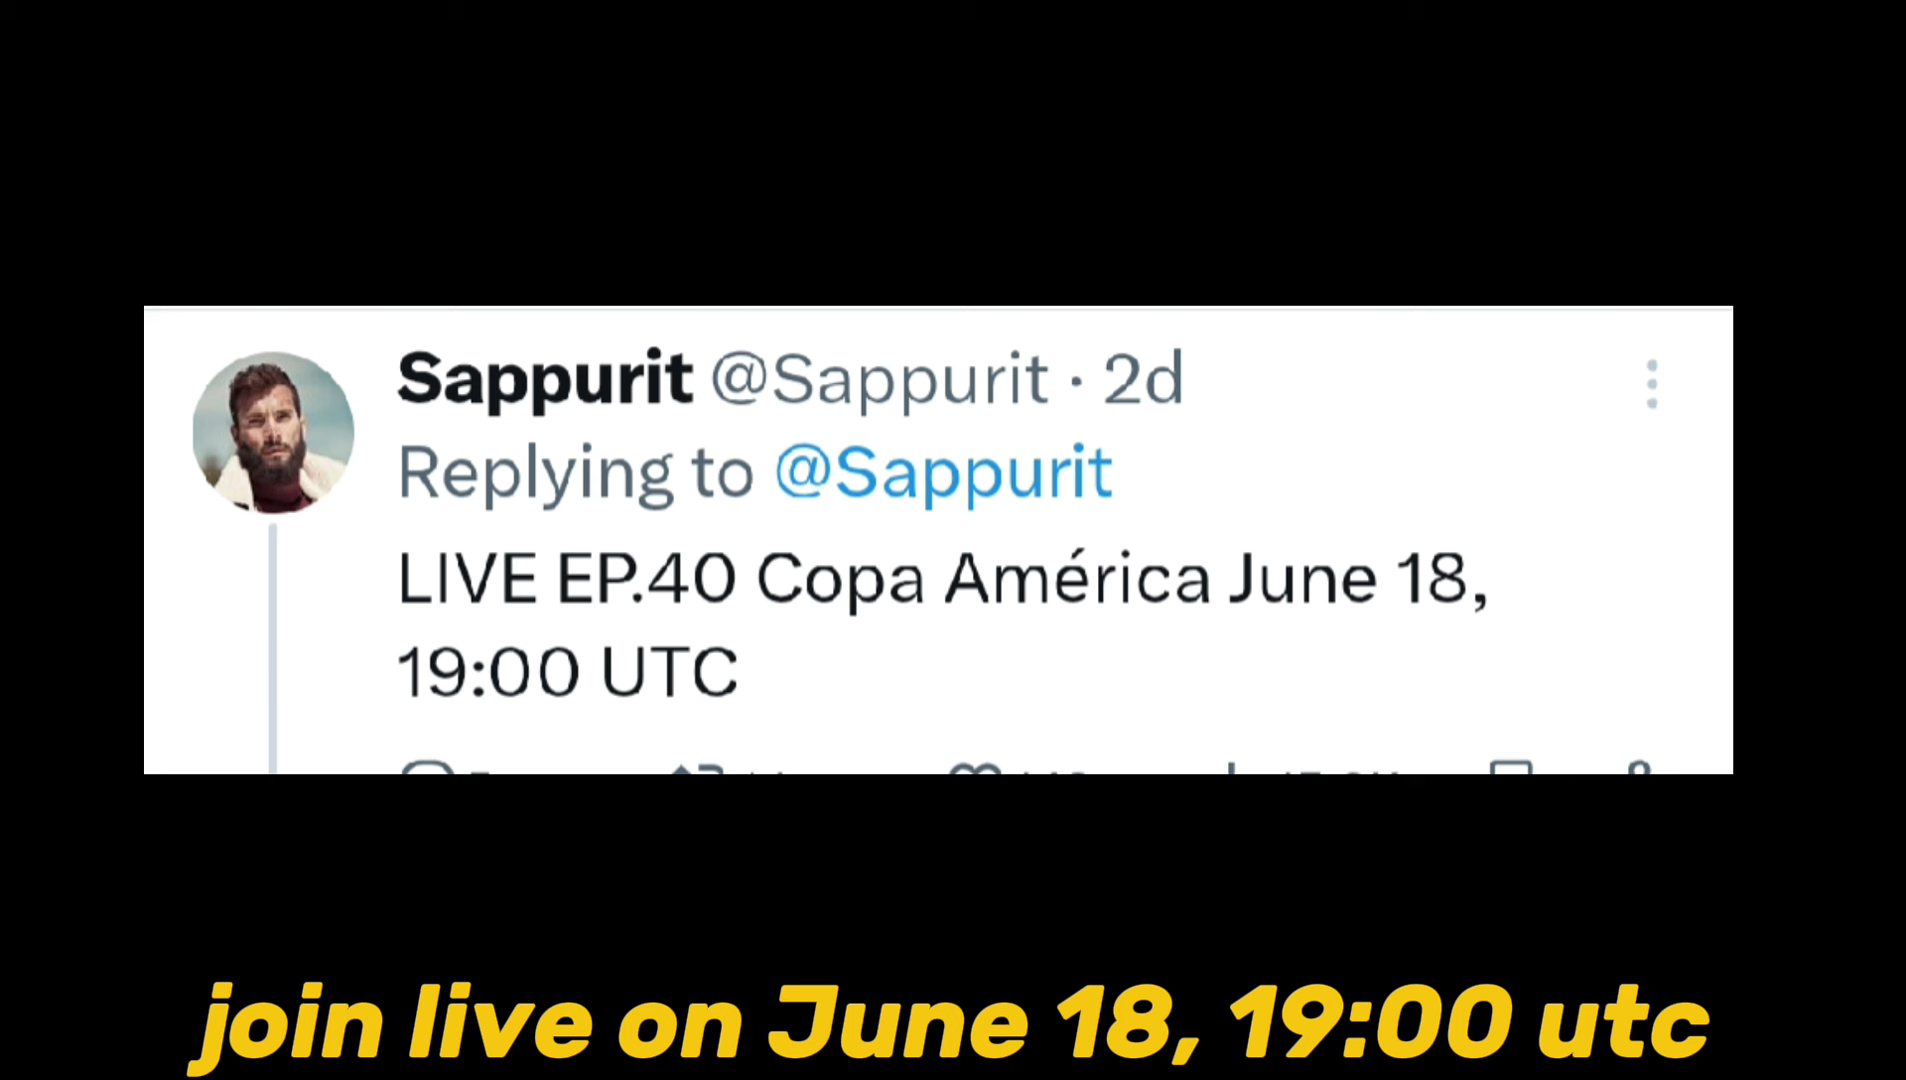 Sappurit @Sappurit · 2d
Replying to @Sappurit
LIVE EP.40 Copa América June 18,
19:00 UTC
join live on June 18, 19:00 utc